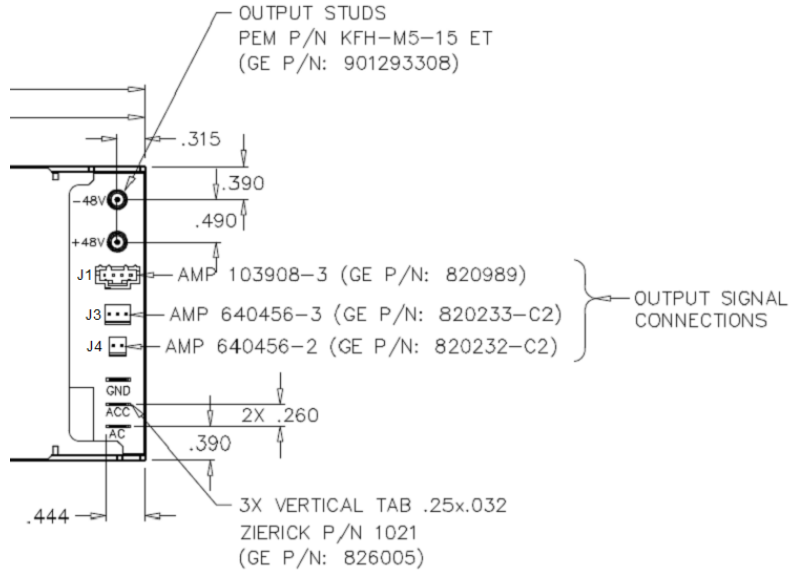 OUTPUT STUDS
PEM P/N KFH-M5-15 ET
(GE P/N: 901293308)
.315
.390
-48V
.490
+48V
J1
AMP 103908-3 (GE P/N: 820989)
J3
AMP 640456-3 (GE P/N: 820233-C2)
OUTPUT SIGNAL
CONNECTIONS
J4
AMP 640456-2 (GE P/N: 820232-C2)
GND
ACC
2X .260
AC
.390
.444
3X VERTICAL TAB .25x.032
ZIERICK P/N 1021
(GE P/N: 826005)